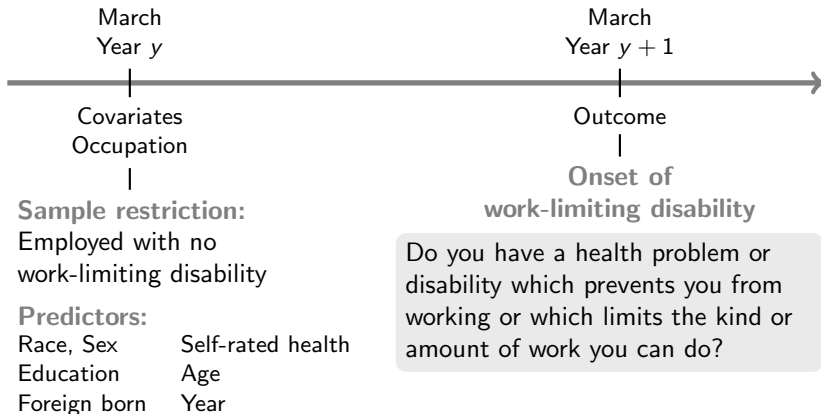 March
Year y
March
Year y + 1
Covariates
Occupation
Outcome
Sample restriction:
Employed with no
work-limiting disability
Onset of
work-limiting disability
Do you have a health problem or
disability which prevents you from
working or which limits the kind or
amount of work you can do?
Predictors:
Race, Sex Self-rated health
Education Age
Foreign born Year